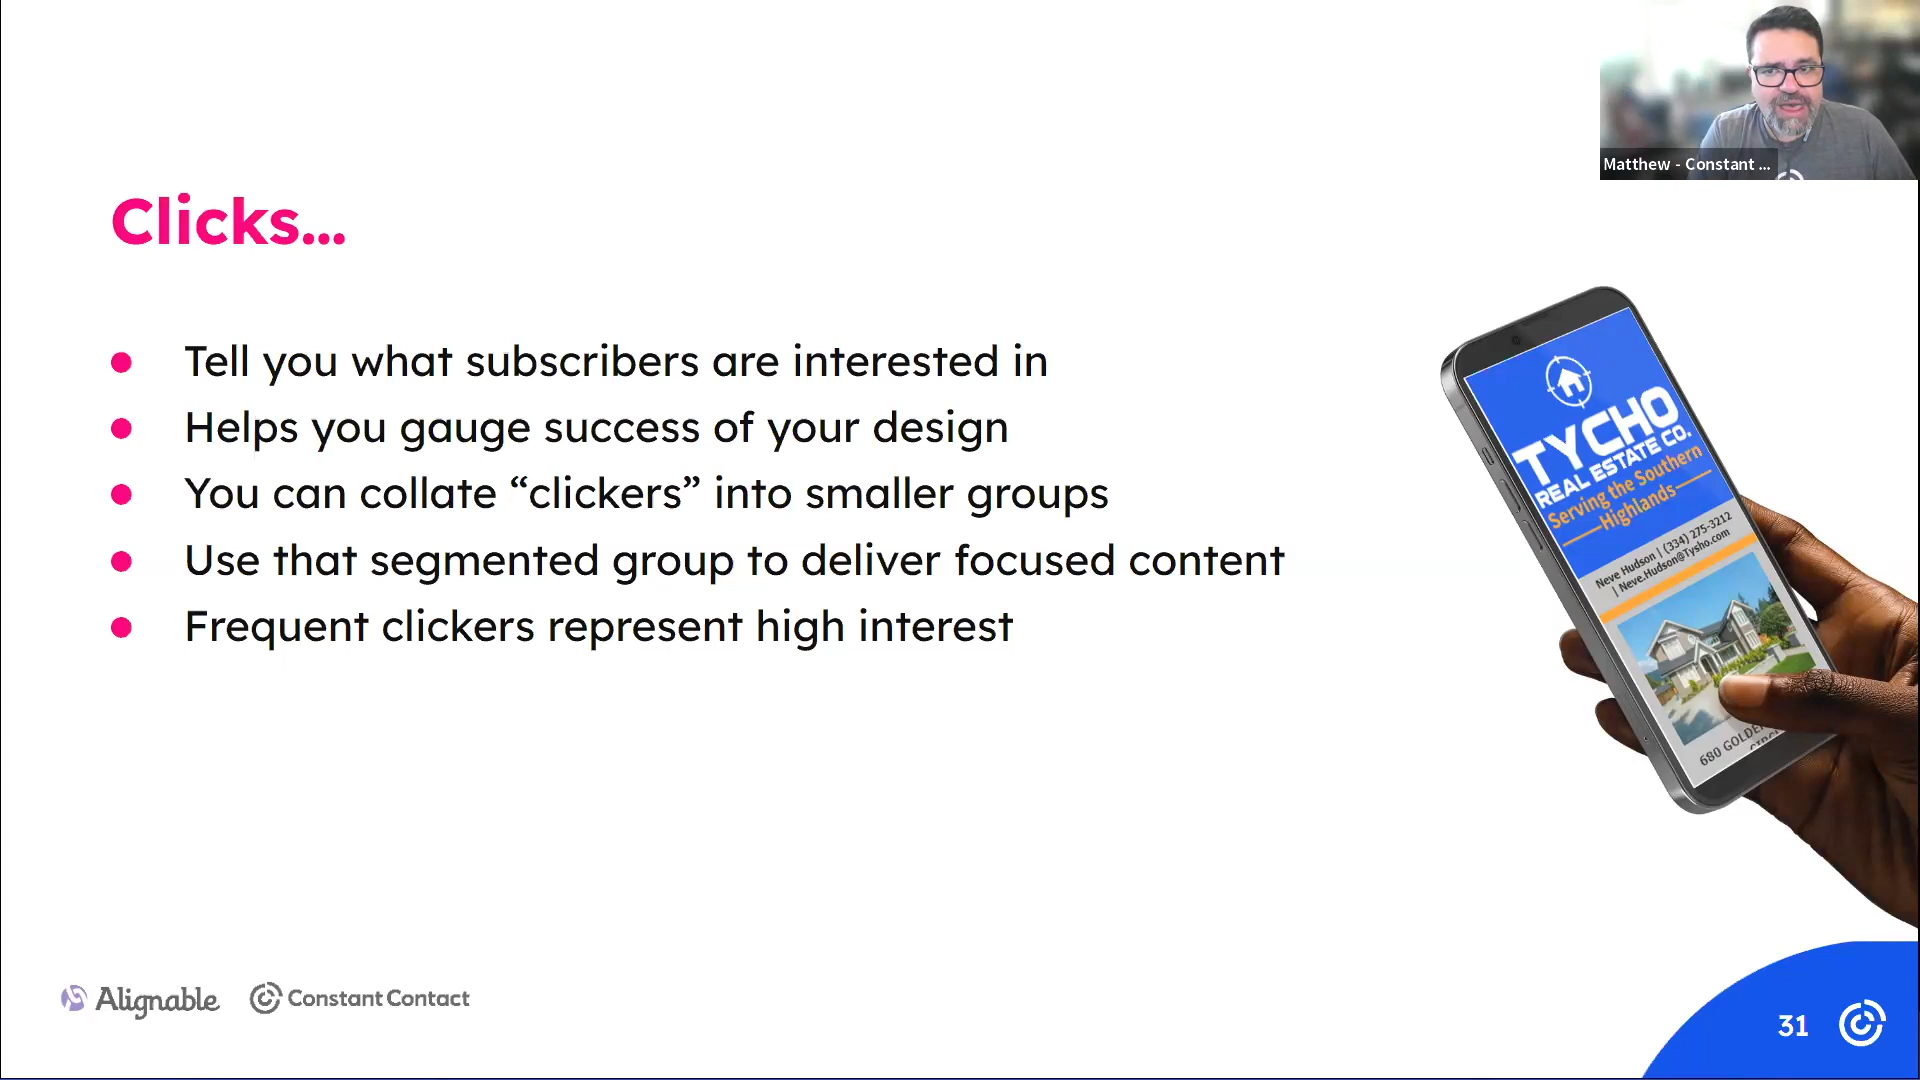 Matthew - Constant ...
Clicks...
Tell you what subscribers are interested in
Helps you gauge success of your design
You can collate “clickers” into smaller groups
Use that segmented group to deliver focused content
Frequent clickers represent high interest
TYCHO
REAL ESTATE CO.
Serving the Southern
Highlands
Neve Hudson | (334) 275-3212
| Neve.Hudson@Tysho.com
680
Alignable
Constant Contact
31